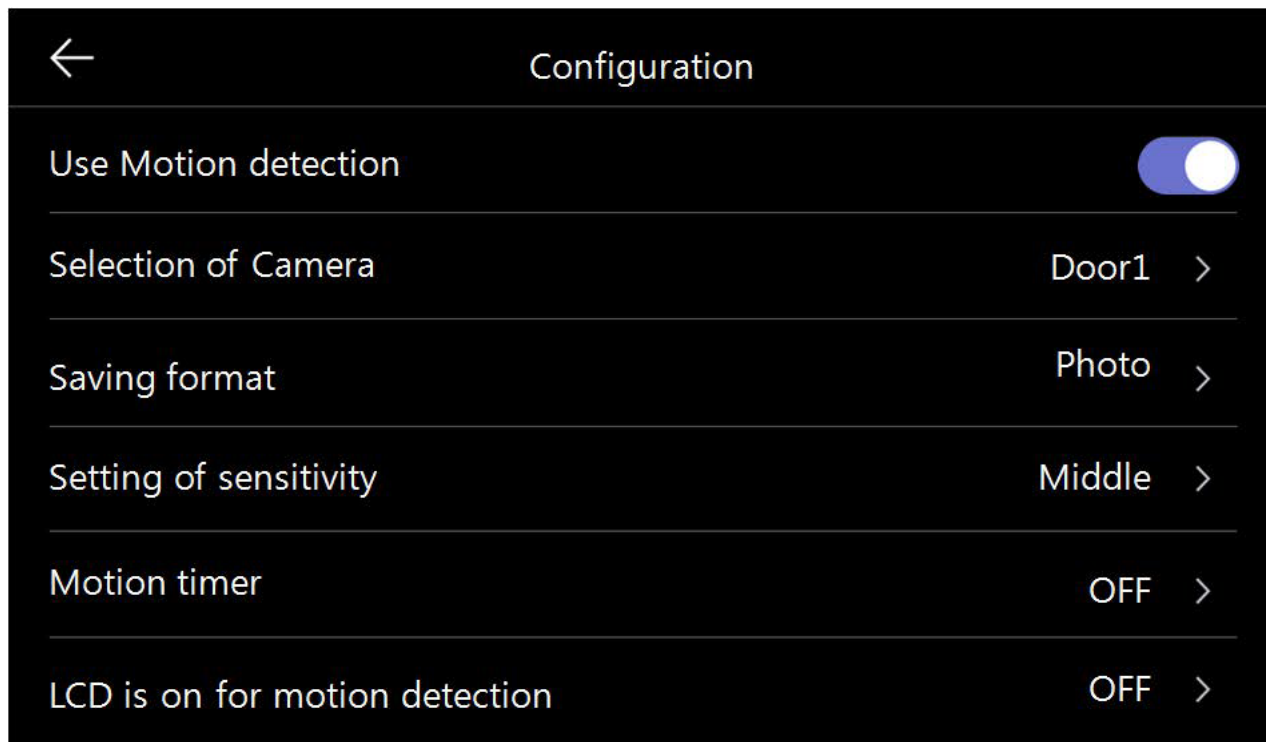 Configuration
Use Motion detection
Selection of Camera Door1
Saving format Photo
Setting of sensitivity Middle
Motion timer OFF
LCD is on for motion detection OFF